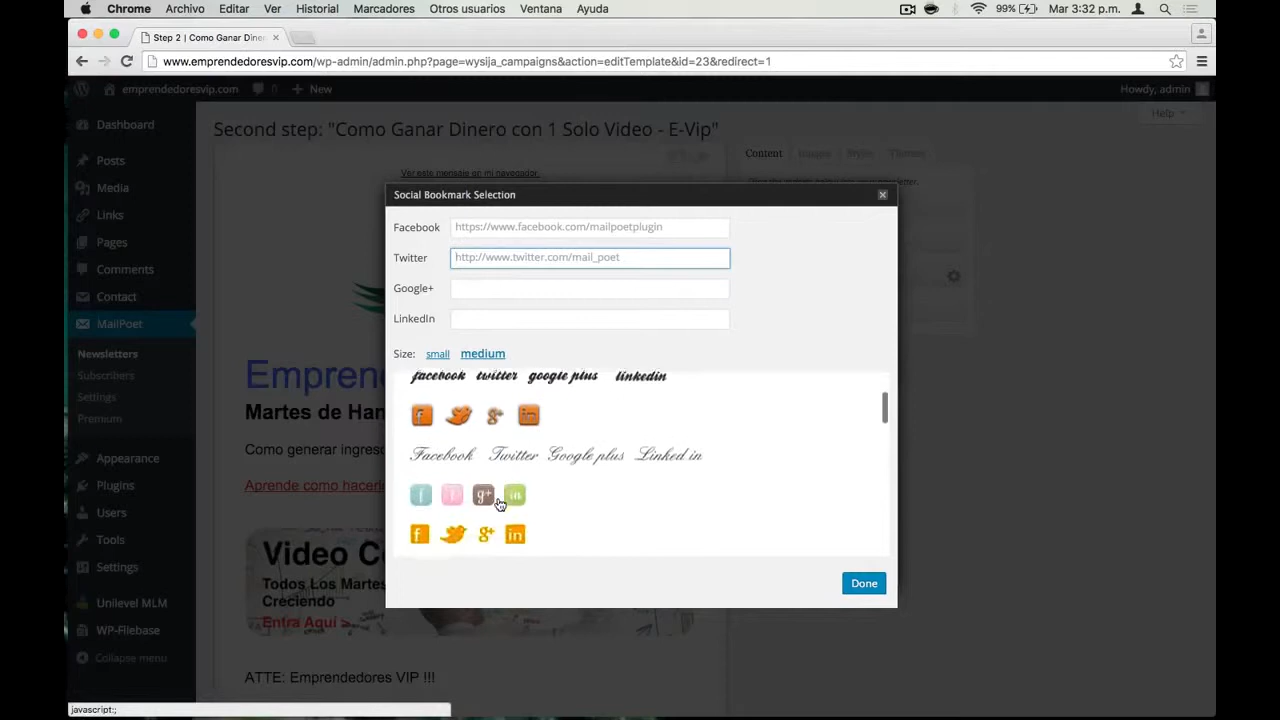 Chrome Archivo Editar Ver Historial Marcadores Otros usuarios Ventana Ayuda 99% Mar 3:32 p.m.
Step 2 | Como Ganar Diner
www.emprendedoresvip.com/wp-admin/admin.php?page=wysija_campaigns&action=editTemplate&id=23&redirect=1
emprendedoresvip.com 0 + New Howdy, admin
Help
Dashboard
Posts
Media
Links
Pages
Comments
Contact
MailPoet
Newsletters
Subscribers
Settings
Premium
Appearance
Plugins
Users
Tools
Settings
Unilevel MLM
WP-Filebase
Collapse menu
Second step: "Como Ganar Dinero con 1 Solo Video - E-Vip"
Content Images Styles Themes
Ver este mensaje en mi navegador.
Social Bookmark Selection
Facebook https://www.facebook.com/mailpoetplugin
Twitter http://www.twitter.com/mail_poet
Google+
LinkedIn
Size: small medium
facebook twitter google plus linkedin
f g+ in
Facebook Twitter Google plus Linked in
f t g+ in
f g+ in
Done
Empren
Martes de Han
Como generar ingres
Aprende como hacerl
Video C
Todos Los Martes
Creciendo
Entra Aquí >
ATTE: Emprendedores VIP !!!
javascript:;